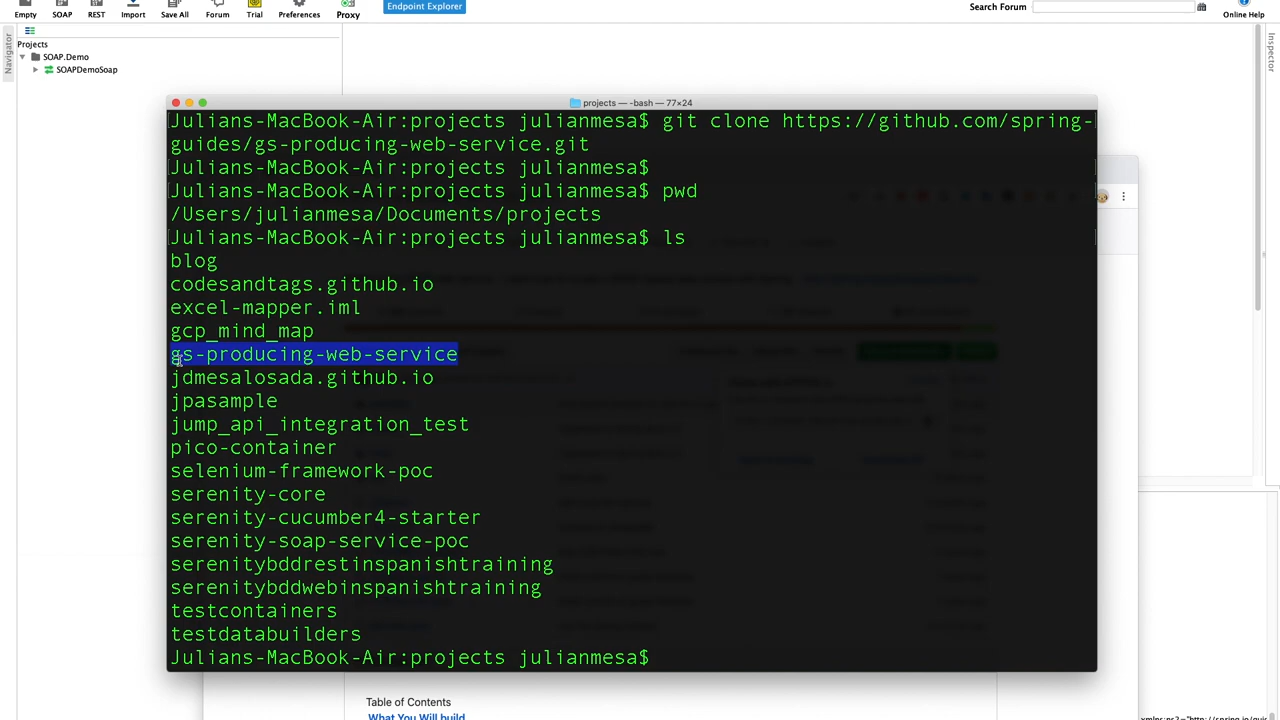 Empty SOAP REST Import Save All Forum Trial Preferences Proxy
Endpoint Explorer
Search Forum
Online Help
Navigator
Projects
SOAP.Demo
SOAPDemoSoap
Inspector
projects — -bash — 77×24
Julians-MacBook-Air:projects julianmesa$ git clone https://github.com/spring-
guides/gs-producing-web-service.git
Julians-MacBook-Air:projects julianmesa$
Julians-MacBook-Air:projects julianmesa$ pwd
/Users/julianmesa/Documents/projects
Julians-MacBook-Air:projects julianmesa$ ls
blog
codesandtags.github.io
excel-mapper.iml
gcp_mind_map
gs-producing-web-service
jdmesalosada.github.io
jpasample
jump_api_integration_test
pico-container
selenium-framework-poc
serenity-core
serenity-cucumber4-starter
serenity-soap-service-poc
serenitybddrestinspanishtraining
serenitybddwebinspanishtraining
testcontainers
testdatabuilders
Julians-MacBook-Air:projects julianmesa$
Table of Contents
What You Will build